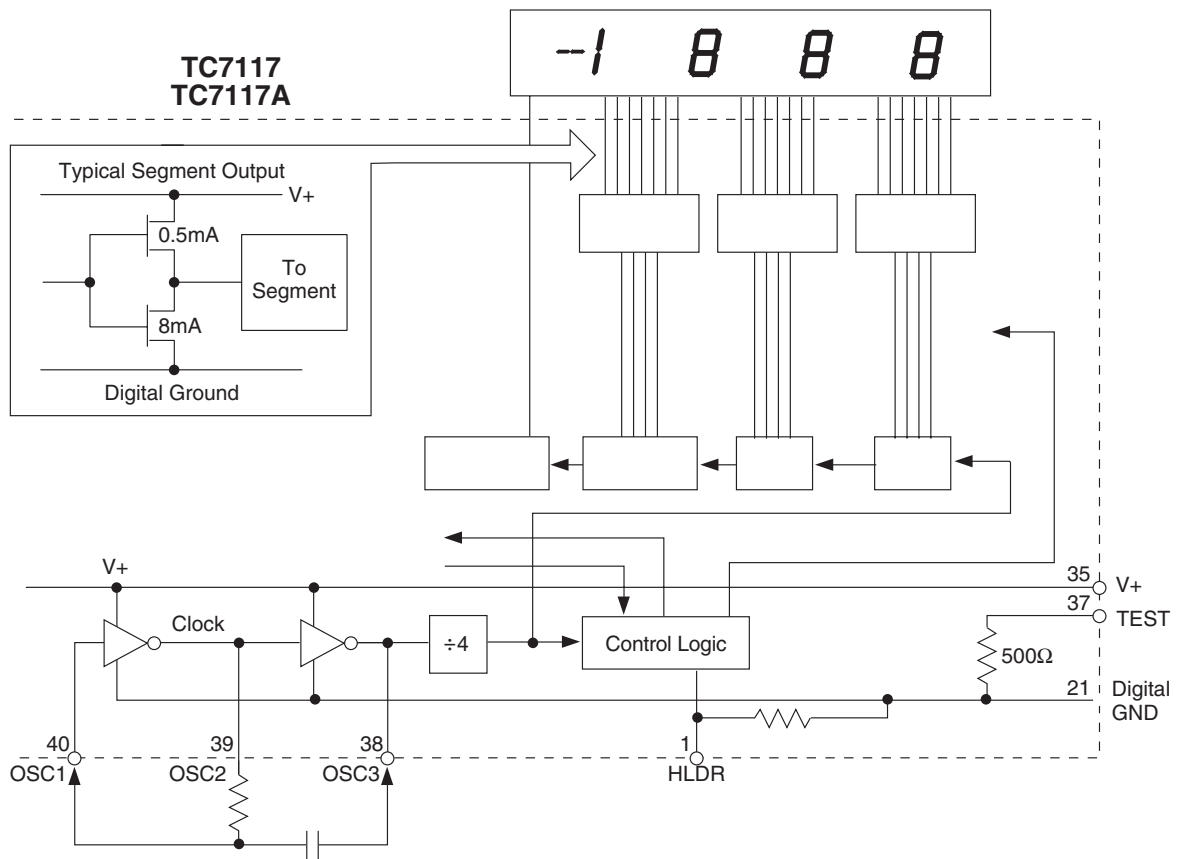 -1 8 8 8
TC7117
TC7117A
Typical Segment Output
V+
0.5mA
To
Segment
8mA
Digital Ground
V+
35
V+
37
TEST
Clock
÷4
Control Logic
500Ω
21
Digital
GND
40
39
38
1
OSC1
OSC2
OSC3
HLDR